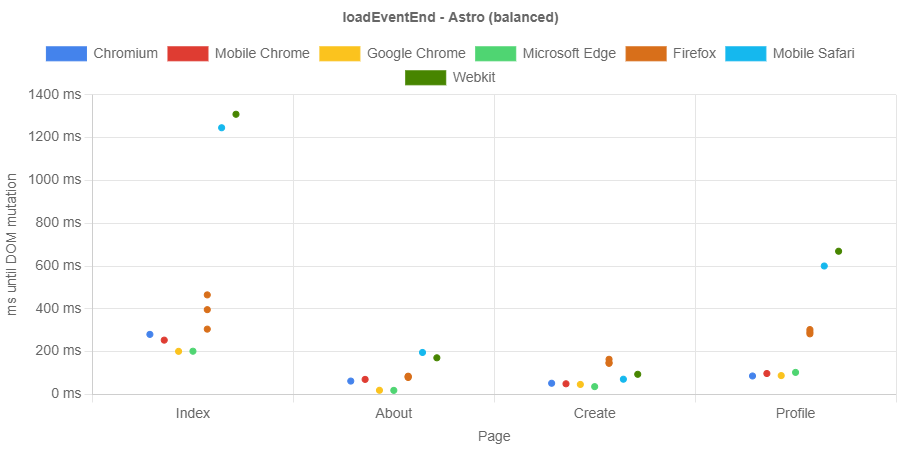 loadEventEnd - Astro (balanced)
Chromium Mobile Chrome Google Chrome Microsoft Edge Firefox Mobile Safari
Webkit
1400 ms
1200 ms
1000 ms
800 ms
600 ms
400 ms
200 ms
0 ms
ms until DOM mutation
Index About Create Profile
Page